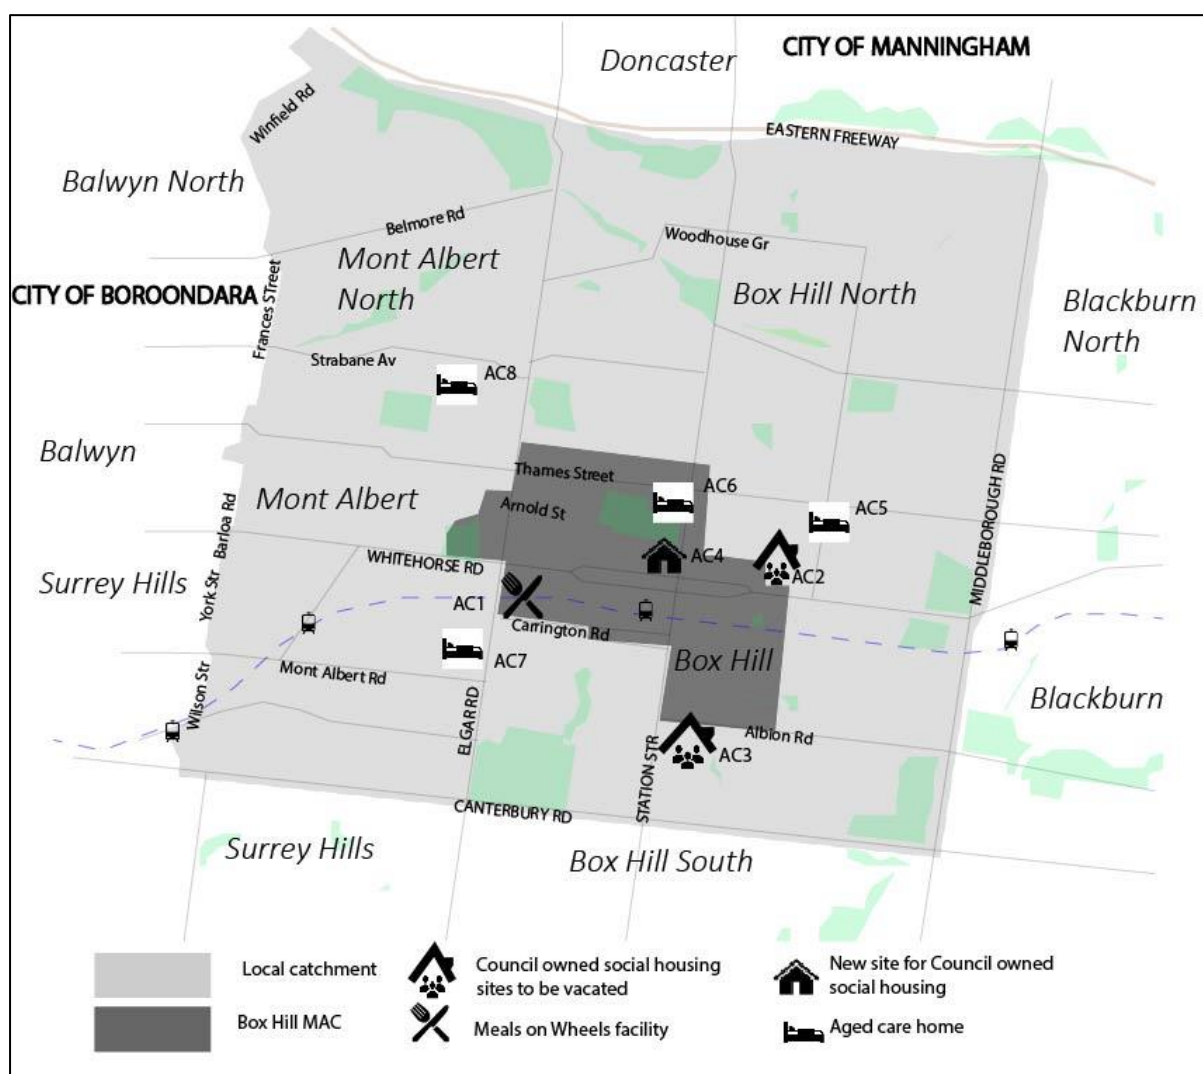 Doncaster
CITY OF MANNINGHAM
Winfield Rd
EASTERN FREEWAY
Balwyn North
Belmore Rd
Woodhouse Gr
Mont Albert
North
Box Hill North
CITY OF BOROONDARA
Blackburn
North
Frances STreet
Strabane Av
AC8
Balwyn
Thames Street
AC6
Mont Albert
Arnold St
AC5
MIDDLEBOROUGH RD
York Str Barloa Rd
WHITEHORSE RD
AC4
AC2
Surrey Hills
AC1
Carrington Rd
AC7
Box Hill
Mont Albert Rd
Wilson Str
Blackburn
ELGAR RD
Albion Rd
AC3
STATION STR
CANTERBURY RD
Surrey Hills
Box Hill South
Local catchment
Council owned social housing
sites to be vacated
New site for Council owned
social housing
Box Hill MAC
Meals on Wheels facility
Aged care home